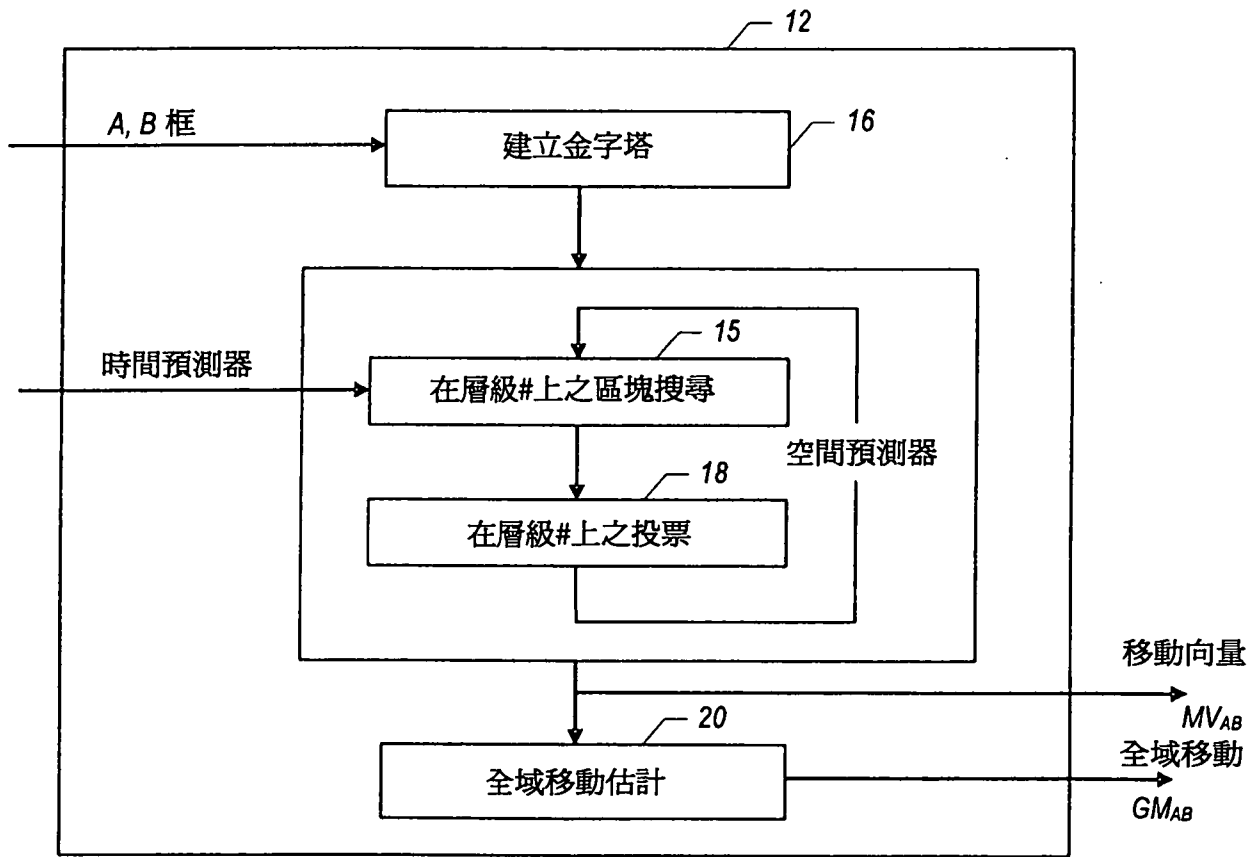 12
A, B 框
16
建立金字塔
15
時間預測器
在層級#上之區塊搜尋
空間預測器
18
在層級#上之投票
移動向量
MVAB
20
全域移動
全域移動估計
GMAB